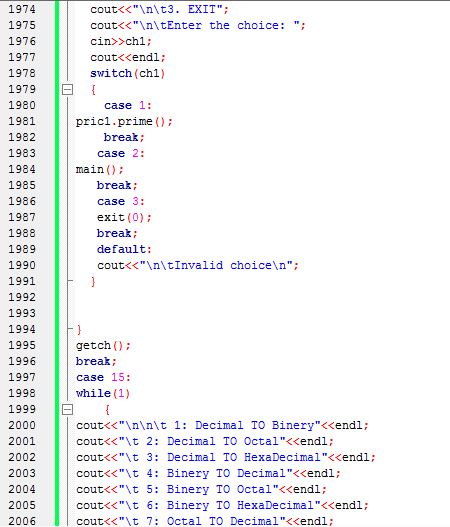 1974 cout<<"\n\t3. EXIT";
1975 cout<<"\n\tEnter the choice: ";
1976 cin>>ch1;
1977 cout<<endl;
1978 switch(ch1)
1979 {
1980 case 1:
1981 pric1.prime();
1982 break;
1983 case 2:
1984 main();
1985 break;
1986 case 3:
1987 exit(0);
1988 break;
1989 default:
1990 cout<<"\n\tInvalid choice\n";
1991 }
1992
1993
1994 }
1995 getch();
1996 break;
1997 case 15:
1998 while(1)
1999 {
2000 cout<<"\n\n\t 1: Decimal TO Binery"<<endl;
2001 cout<<"\t 2: Decimal TO Octal"<<endl;
2002 cout<<"\t 3: Decimal TO HexaDecimal"<<endl;
2003 cout<<"\t 4: Binery TO Decimal"<<endl;
2004 cout<<"\t 5: Binery TO Octal"<<endl;
2005 cout<<"\t 6: Binery TO HexaDecimal"<<endl;
2006 cout<<"\t 7: Octal TO Decimal"<<endl;